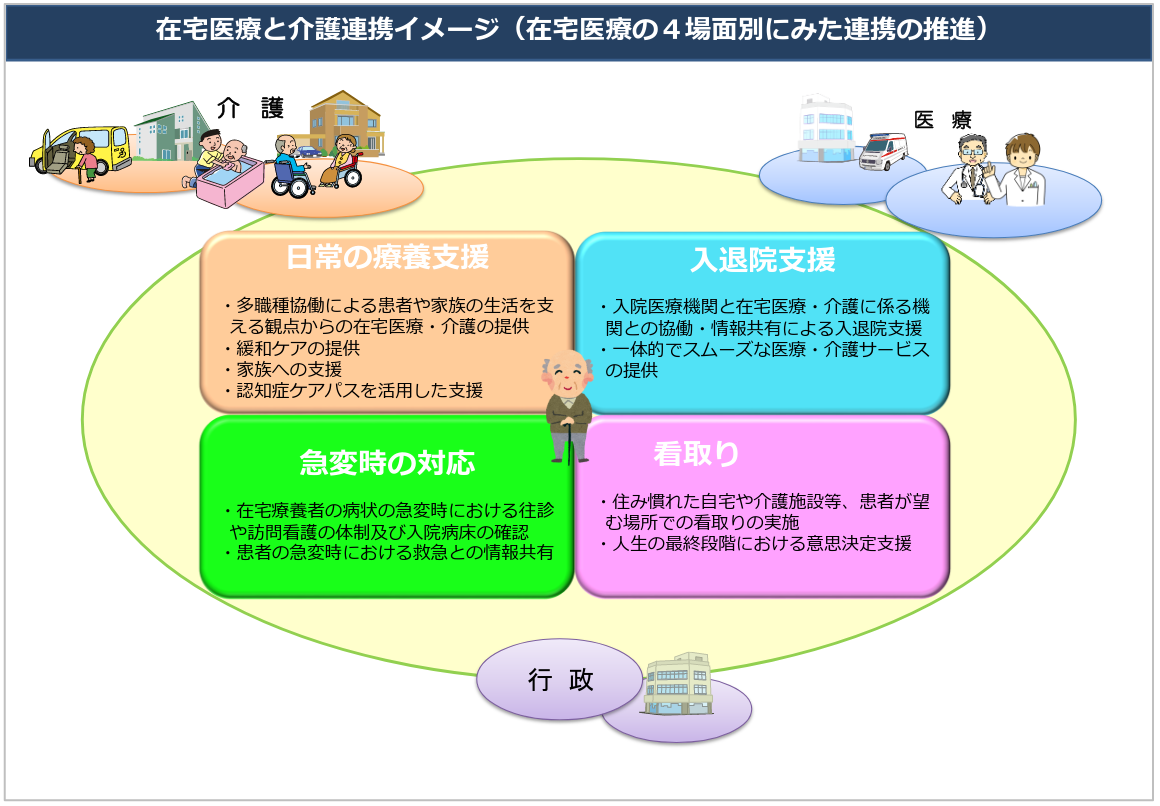 在宅医療と介護連携イメージ（在宅医療の４場面別にみた連携の推進）
介 護
医 療
日常の療養支援
・多職種協働による患者や家族の生活を支
える観点からの在宅医療・介護の提供
・緩和ケアの提供
・家族への支援
・認知症ケアパスを活用した支援
入退院支援
・入院医療機関と在宅医療・介護に係る機
関との協働・情報共有による入退院支援
・一体的でスムーズな医療・介護サービス
の提供
急変時の対応
・在宅療養者の病状の急変時における往診
や訪問看護の体制及び入院病床の確認
・患者の急変時における救急との情報共有
看取り
・住み慣れた自宅や介護施設等、患者が望
む場所での看取りの実施
・人生の最終段階における意思決定支援
行 政